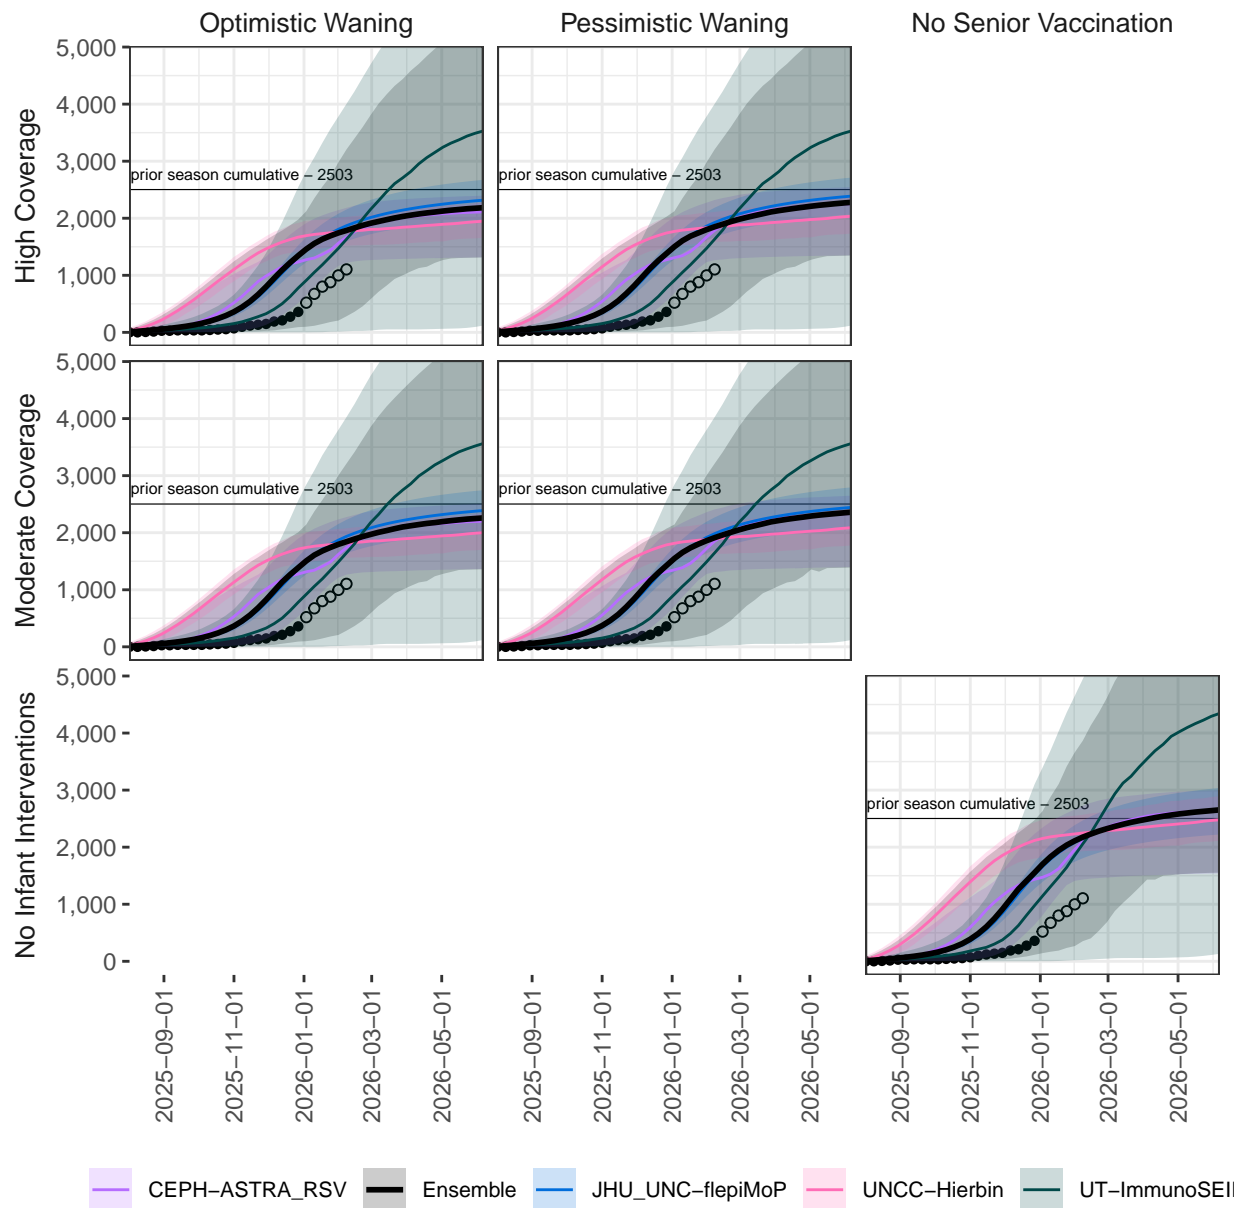 Optimistic Waning
Pessimistic Waning
No Senior Vaccination
High Coverage
5,000
4,000
3,000
2,000
1,000
0
prior season cumulative – 2503
prior season cumulative – 2503
Moderate Coverage
5,000
4,000
3,000
2,000
1,000
0
prior season cumulative – 2503
prior season cumulative – 2503
No Infant Interventions
5,000
4,000
3,000
2,000
1,000
0
prior season cumulative – 2503
2025–09–01
2025–11–01
2026–01–01
2026–03–01
2026–05–01
2025–09–01
2025–11–01
2026–01–01
2026–03–01
2026–05–01
2025–09–01
2025–11–01
2026–01–01
2026–03–01
2026–05–01
CEPH–ASTRA_RSV
Ensemble
JHU_UNC–flepiMoP
UNCC–Hierbin
UT–ImmunoSEI